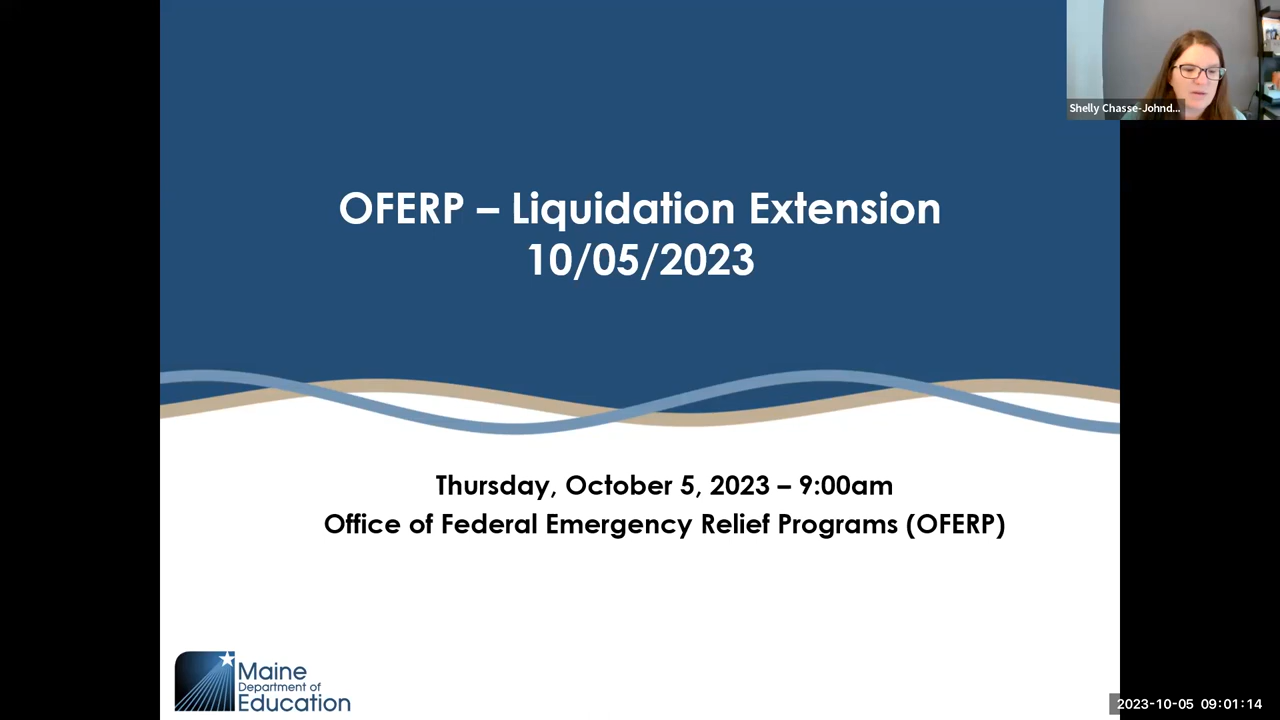 Shelly Chasse-Johnd...
OFERP – Liquidation Extension
10/05/2023
Thursday, October 5, 2023 – 9:00am
Office of Federal Emergency Relief Programs (OFERP)
Maine
Department of
Education
2023-10-05 09:01:14